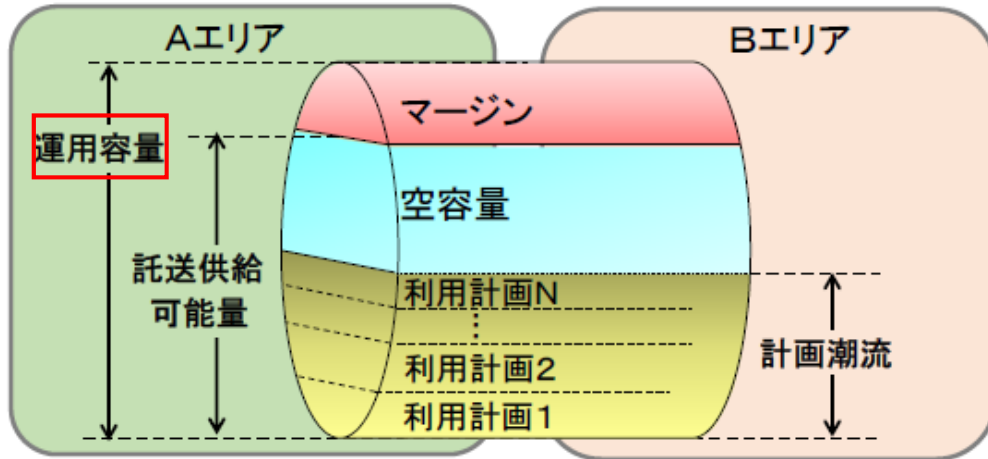 Aエリア
Bエリア
マージン
運用容量
空容量
託送供給
可能量
利用計画N
⋮
利用計画2
利用計画1
計画潮流